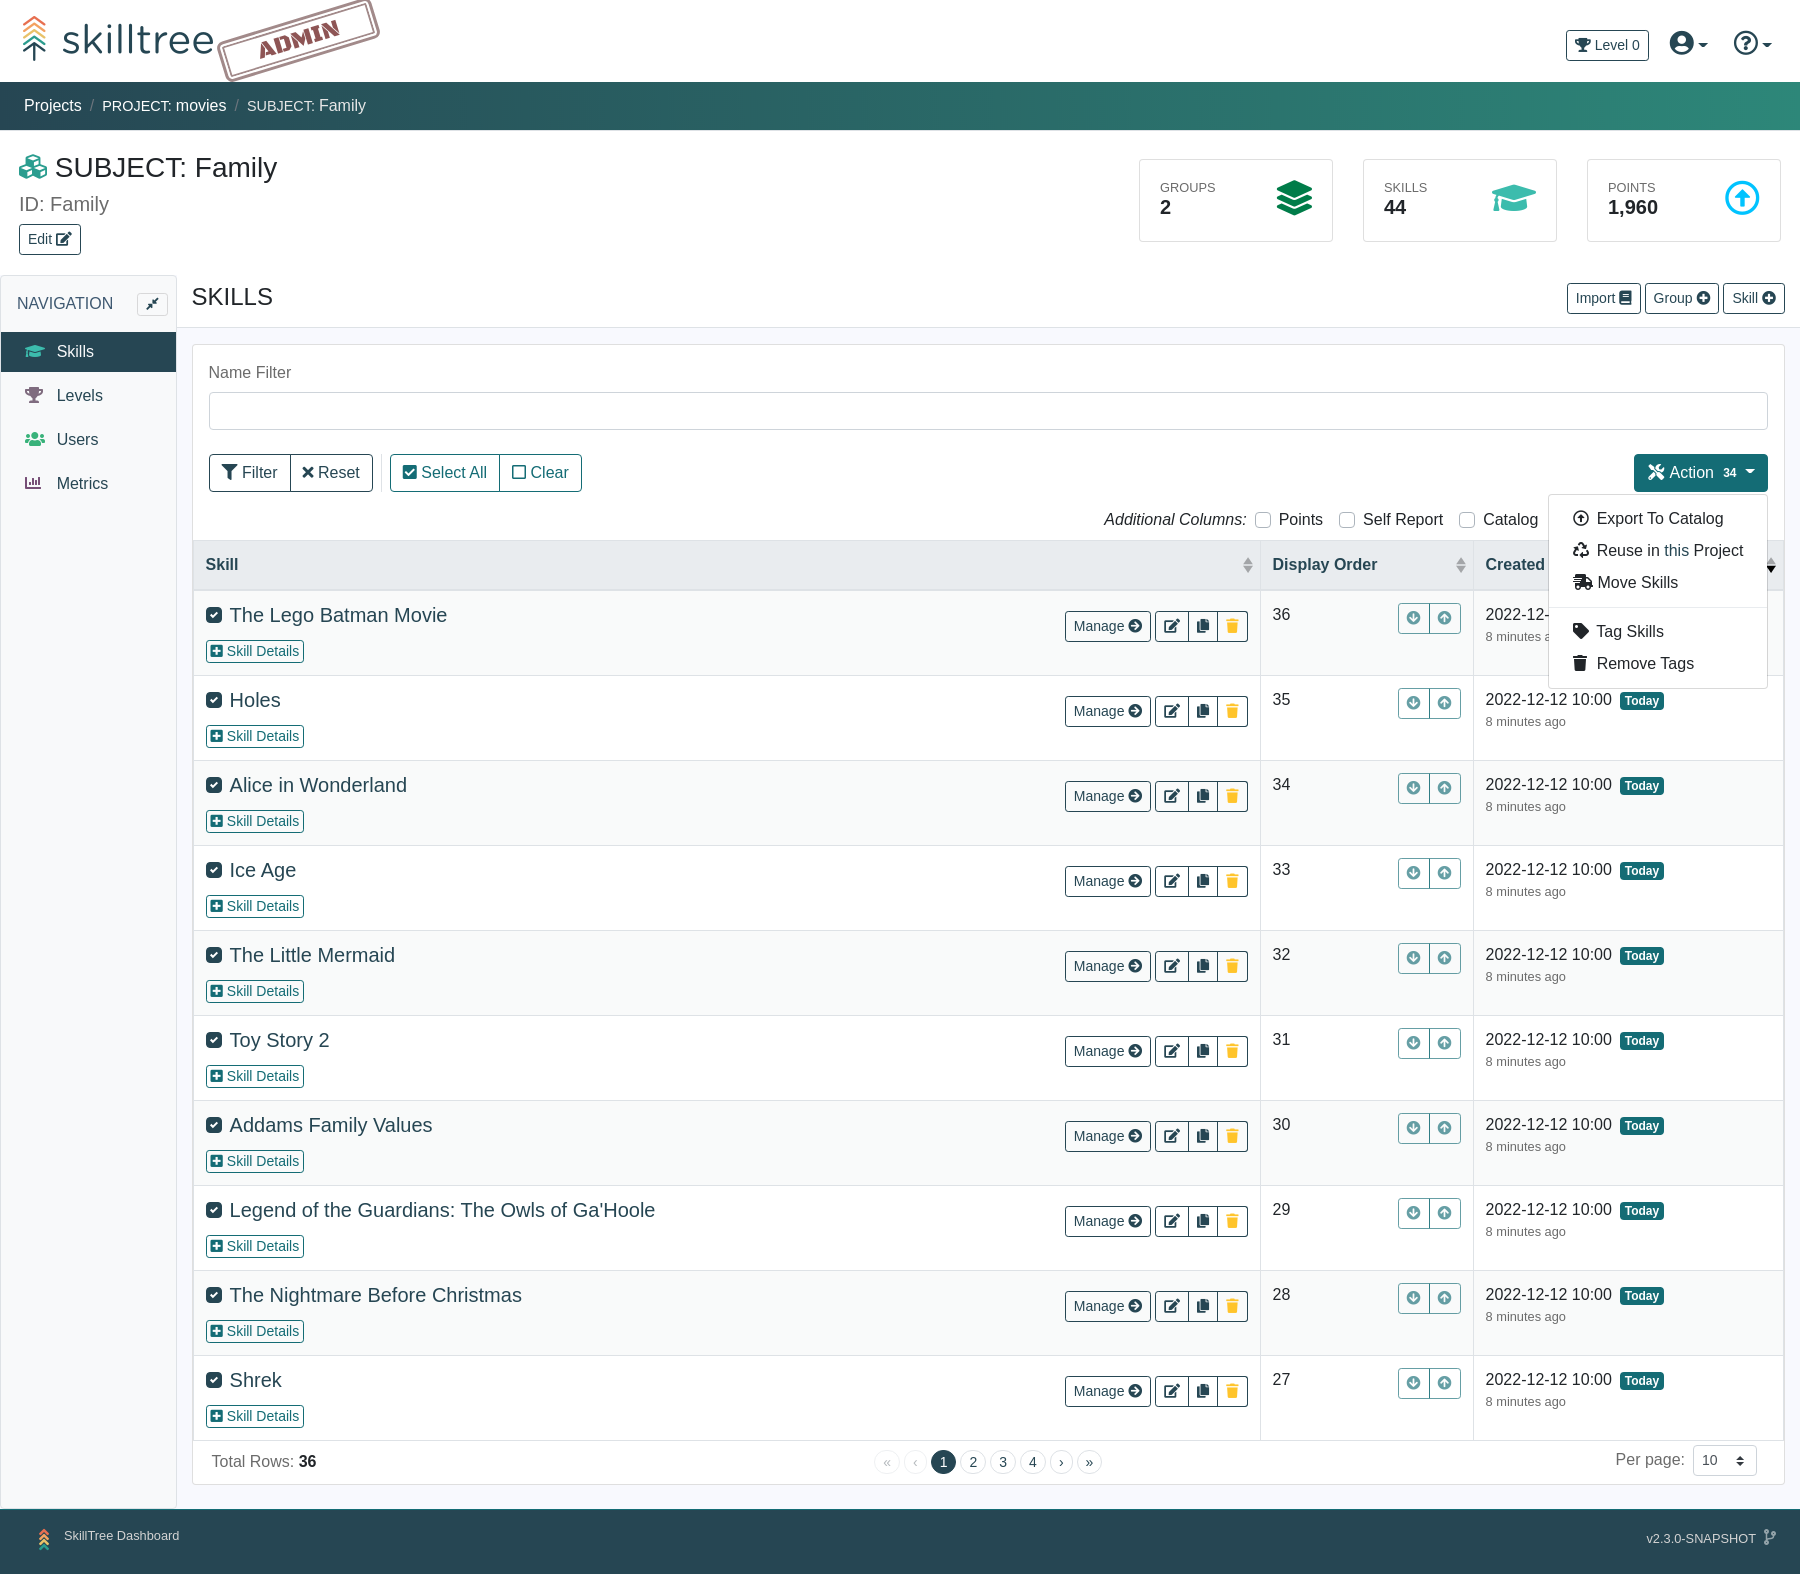 skilltree ADMIN
Level 0
Projects / PROJECT: movies / SUBJECT: Family
SUBJECT: Family
ID: Family
Edit
GROUPS
2
SKILLS
44
POINTS
1,960
NAVIGATION
Skills
Levels
Users
Metrics
SKILLS
Import Group Skill
Name Filter
Filter Reset Select All Clear
Action 34
Export To Catalog
Reuse in this Project
Move Skills
Tag Skills
Remove Tags
Additional Columns: Points Self Report Catalog
Skill Display Order Created
The Lego Batman Movie Manage 36 2022-12-
Skill Details 8 minutes a
Holes Manage 35 2022-12-12 10:00 Today
Skill Details 8 minutes ago
Alice in Wonderland Manage 34 2022-12-12 10:00 Today
Skill Details 8 minutes ago
Ice Age Manage 33 2022-12-12 10:00 Today
Skill Details 8 minutes ago
The Little Mermaid Manage 32 2022-12-12 10:00 Today
Skill Details 8 minutes ago
Toy Story 2 Manage 31 2022-12-12 10:00 Today
Skill Details 8 minutes ago
Addams Family Values Manage 30 2022-12-12 10:00 Today
Skill Details 8 minutes ago
Legend of the Guardians: The Owls of Ga'Hoole Manage 29 2022-12-12 10:00 Today
Skill Details 8 minutes ago
The Nightmare Before Christmas Manage 28 2022-12-12 10:00 Today
Skill Details 8 minutes ago
Shrek Manage 27 2022-12-12 10:00 Today
Skill Details 8 minutes ago
Total Rows: 36 « ‹ 1 2 3 4 › » Per page: 10
SkillTree Dashboard v2.3.0-SNAPSHOT